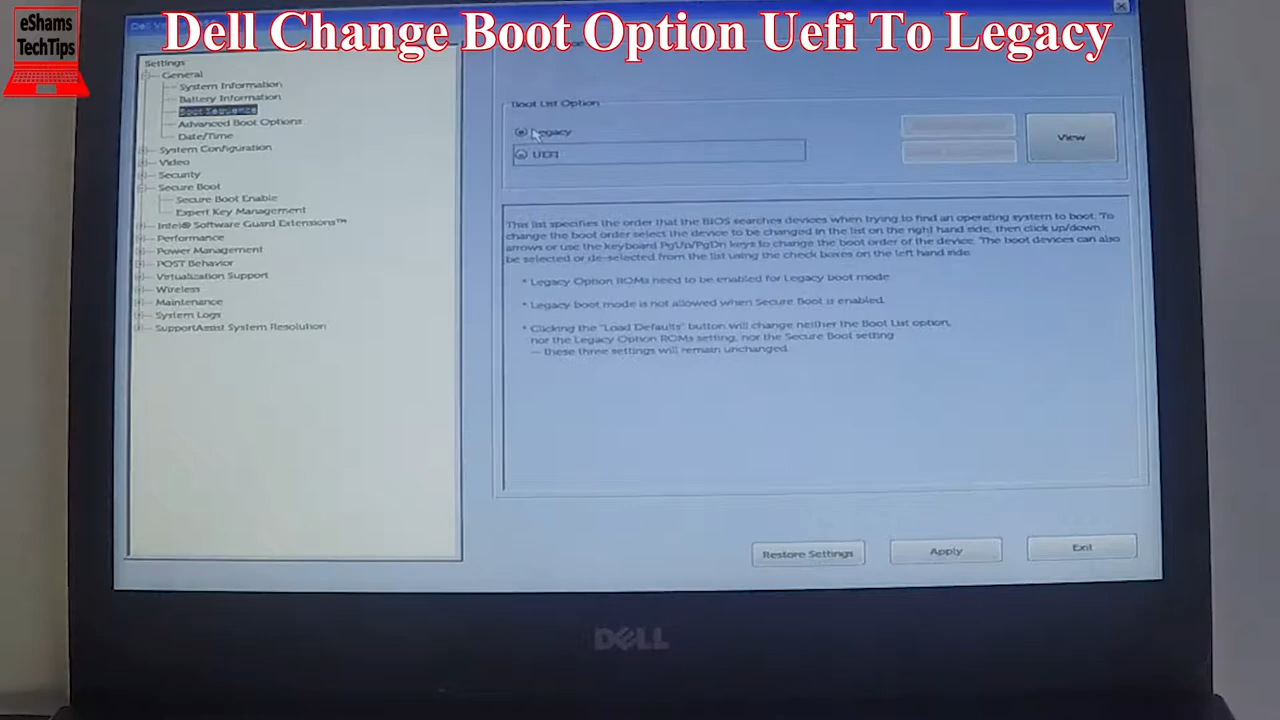 eShams
TechTips
Dell Change Boot Option Uefi To Legacy
Settings
General
System Information
Battery Information
Boot Sequence
Advanced Boot Options
Date/Time
System Configuration
Video
Security
Secure Boot
Secure Boot Enable
Expert Key Management
Intel® Software Guard Extensions™
Performance
Power Management
POST Behavior
Virtualization Support
Wireless
Maintenance
System Logs
SupportAssist System Resolution
Boot List Option
Legacy
UEFI
View
This list specifies the order that the BIOS searches devices when trying to find an operating system to boot. To
change the boot order select the device to be changed in the list on the right hand side, then click up/down
arrows or use the keyboard PgUp/PgDn keys to change the boot order of the device. The boot devices can also
be selected or de-selected from the list using the check boxes on the left hand side.
* Legacy Option ROMs need to be enabled for Legacy boot mode.
* Legacy boot mode is not allowed when Secure Boot is enabled.
* Clicking the "Load Defaults" button will change neither the Boot List option,
nor the Legacy Option ROMs setting, nor the Secure Boot setting
— these three settings will remain unchanged.
Restore Settings
Apply
Exit
DELL